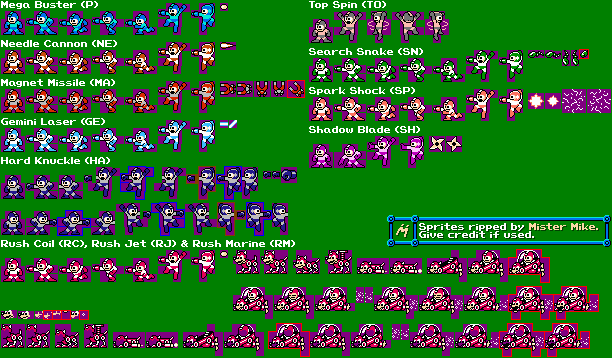 Mega Buster (P)
Top Spin (TO)
Needle Cannon (NE)
Search Snake (SN)
Magnet Missile (MA)
Spark Shock (SP)
Gemini Laser (GE)
Shadow Blade (SH)
Hard Knuckle (HA)
Sprites ripped by Mister Mike.
Give credit if used.
Rush Coil (RC), Rush Jet (RJ) & Rush Marine (RM)